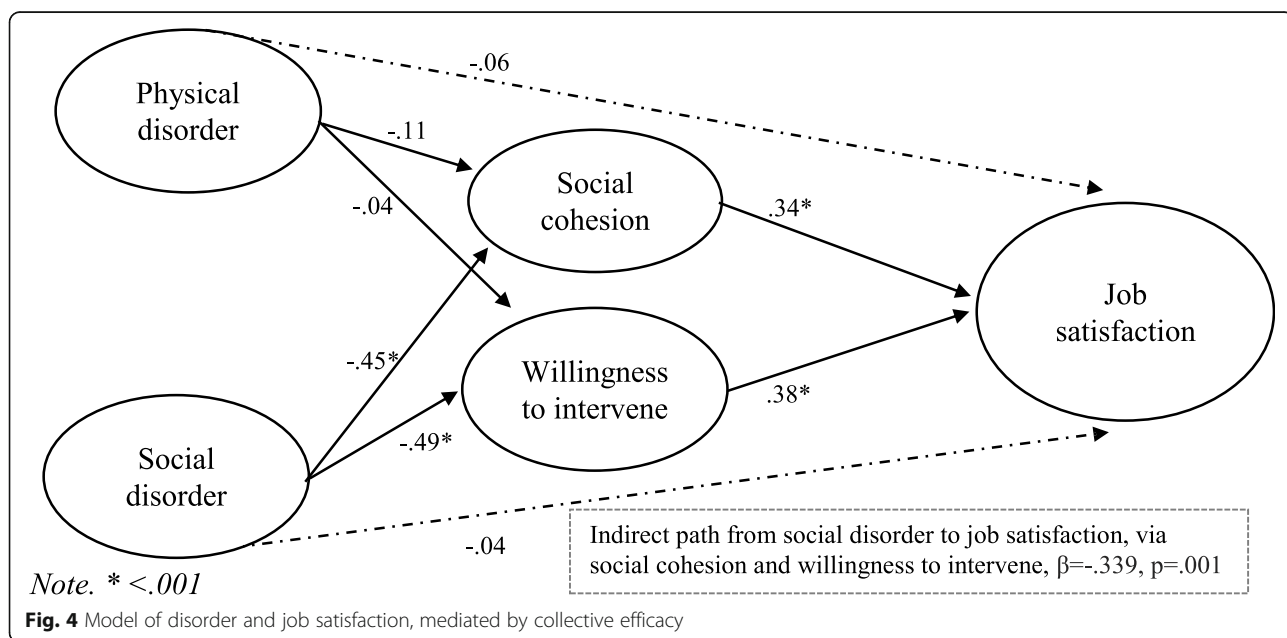 -.06
Physical
disorder
-.11
Social
cohesion
-.04
.34*
Job
satisfaction
-.45*
Willingness
to intervene
.38*
-.49*
Social
disorder
-.04
Indirect path from social disorder to job satisfaction, via
social cohesion and willingness to intervene, β=-.339, p=.001
Note. * <.001
Fig. 4 Model of disorder and job satisfaction, mediated by collective efficacy